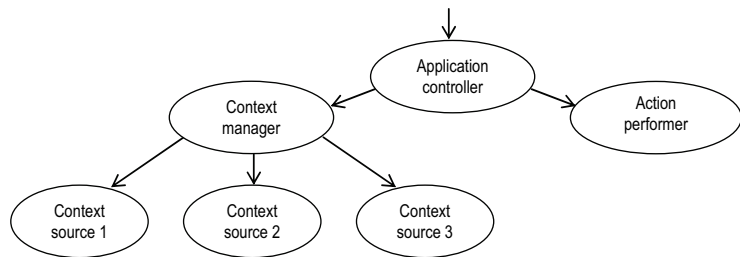 Application
controller
Context
manager
Action
performer
Context
source 1
Context
source 2
Context
source 3